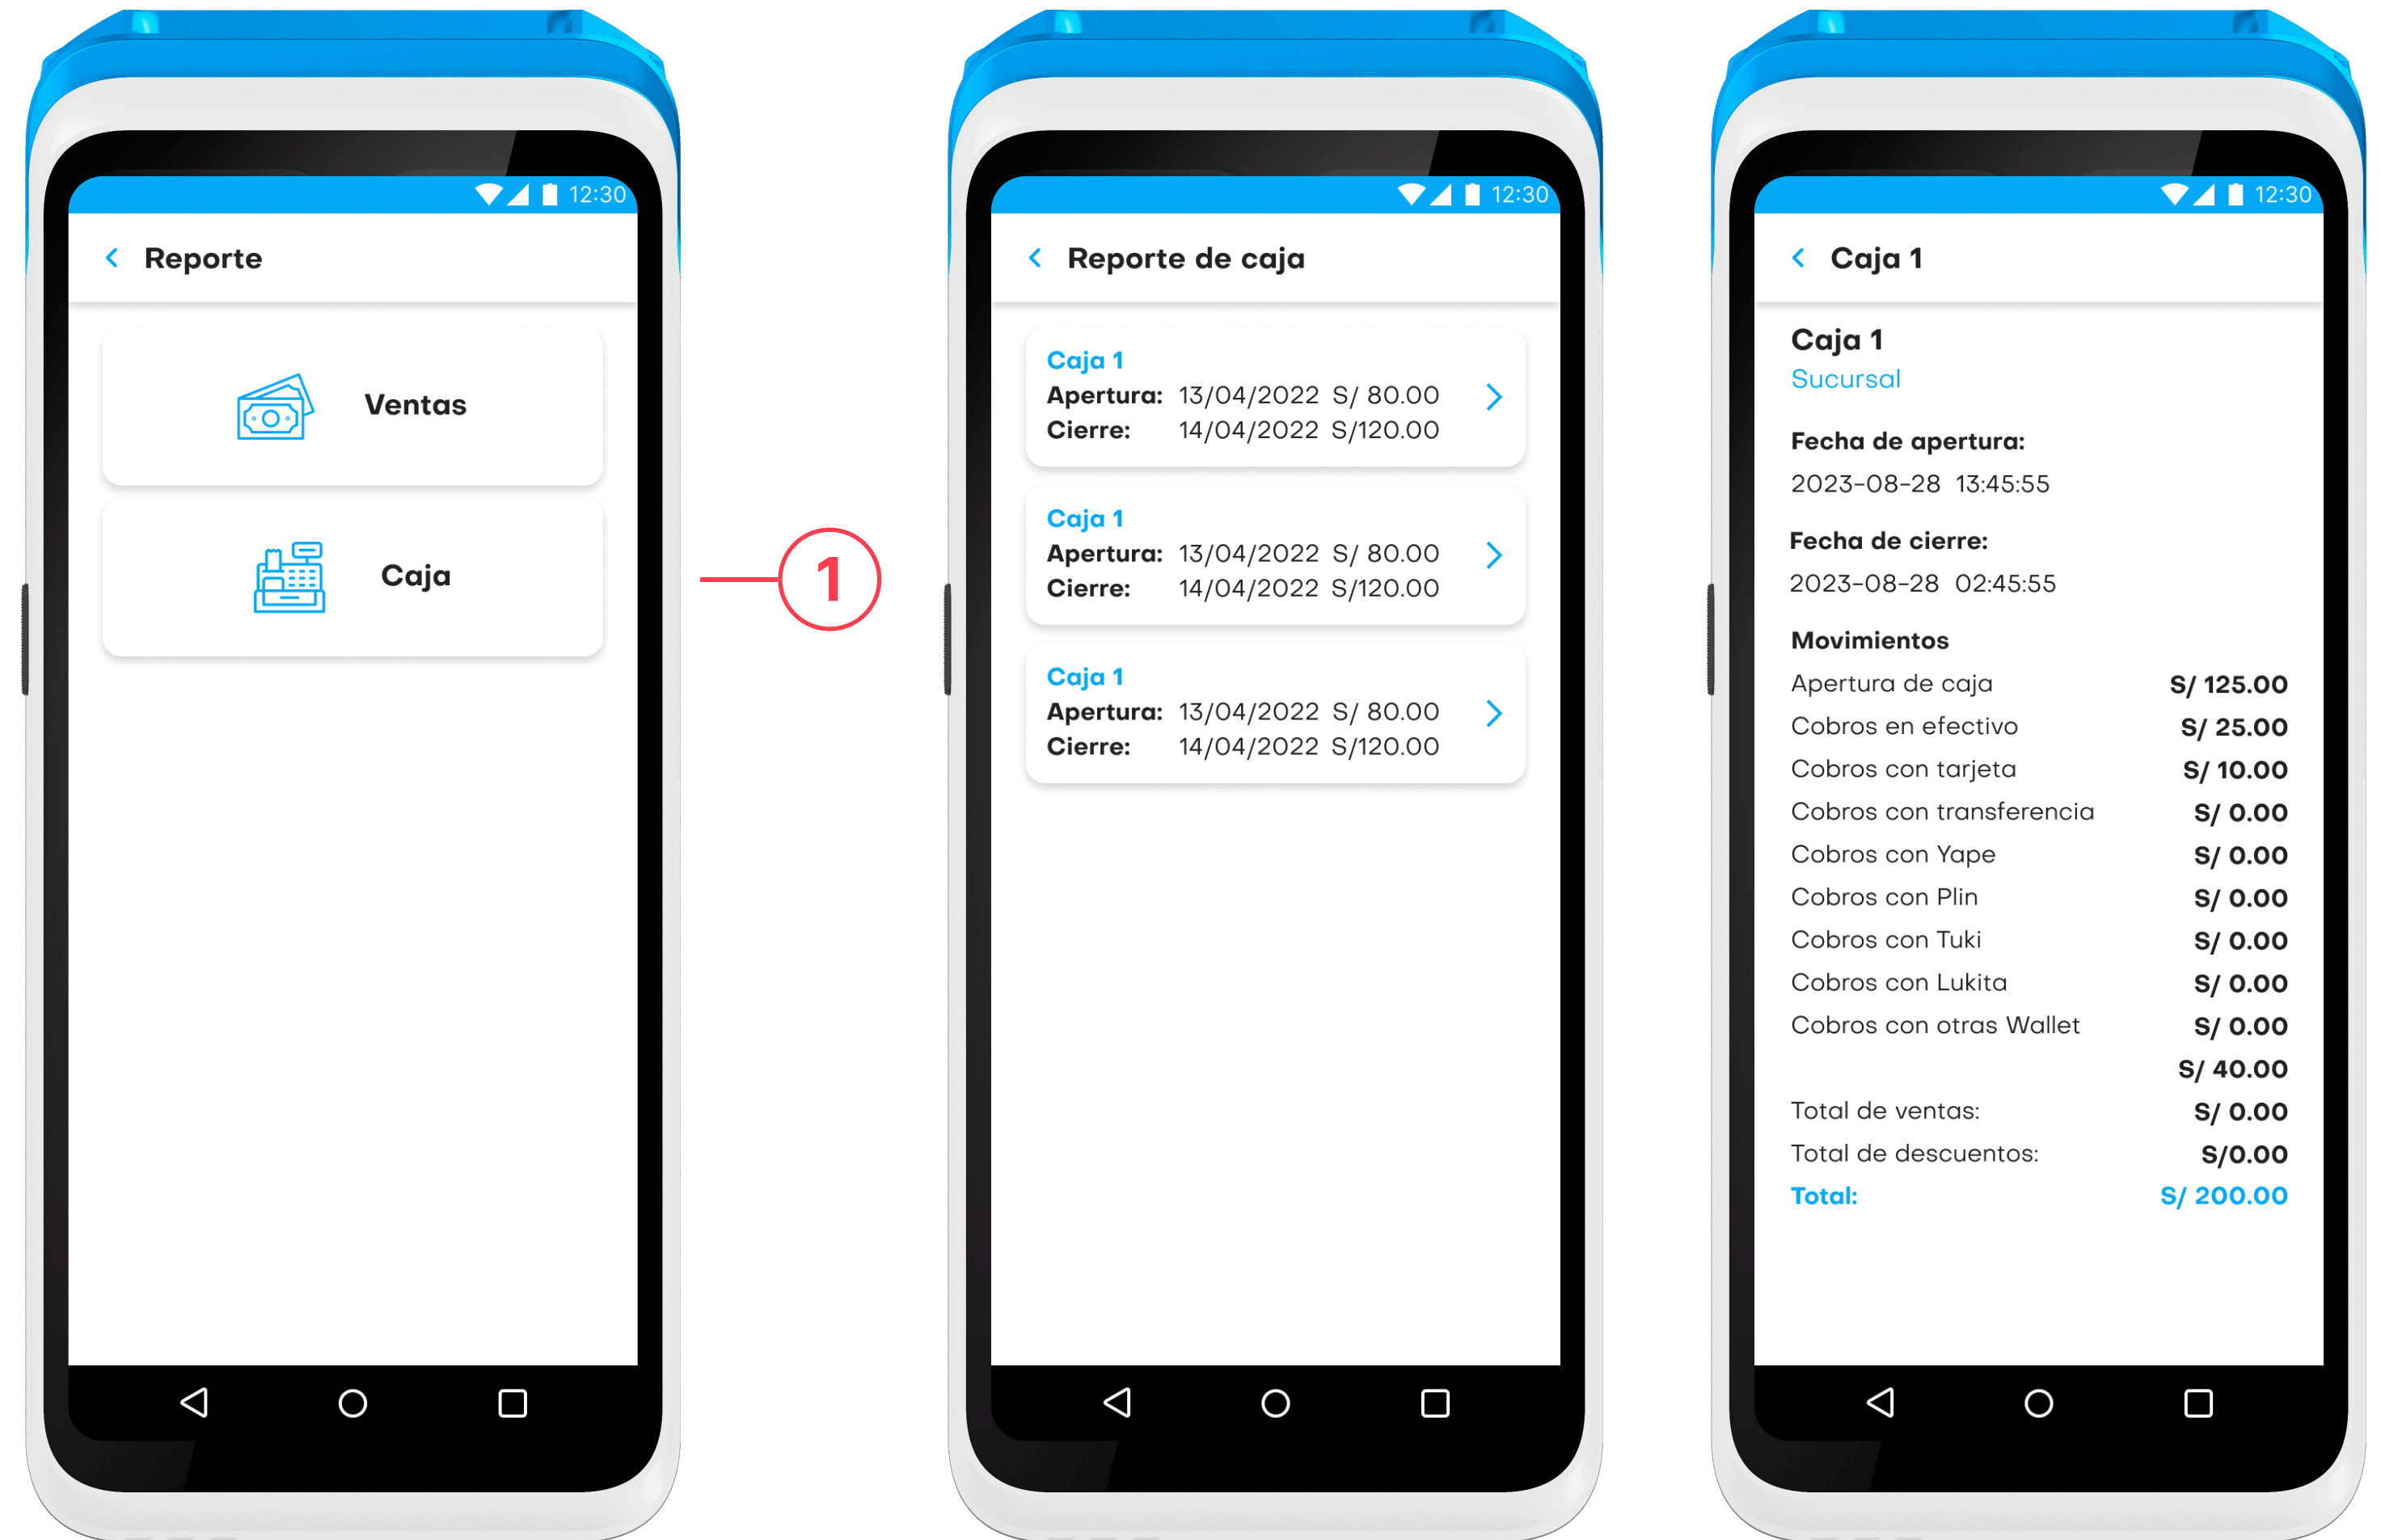 12:30
Reporte
Ventas
Caja
1
12:30
Reporte de caja
Caja 1
Apertura: 13/04/2022 S/ 80.00
Cierre: 14/04/2022 S/120.00
Caja 1
Apertura: 13/04/2022 S/ 80.00
Cierre: 14/04/2022 S/120.00
Caja 1
Apertura: 13/04/2022 S/ 80.00
Cierre: 14/04/2022 S/120.00
12:30
Caja 1
Caja 1
Sucursal
Fecha de apertura:
2023-08-28 13:45:55
Fecha de cierre:
2023-08-28 02:45:55
Movimientos
Apertura de caja S/ 125.00
Cobros en efectivo S/ 25.00
Cobros con tarjeta S/ 10.00
Cobros con transferencia S/ 0.00
Cobros con Yape S/ 0.00
Cobros con Plin S/ 0.00
Cobros con Tuki S/ 0.00
Cobros con Lukita S/ 0.00
Cobros con otras Wallet S/ 0.00
S/ 40.00
Total de ventas: S/ 0.00
Total de descuentos: S/0.00
Total: S/ 200.00